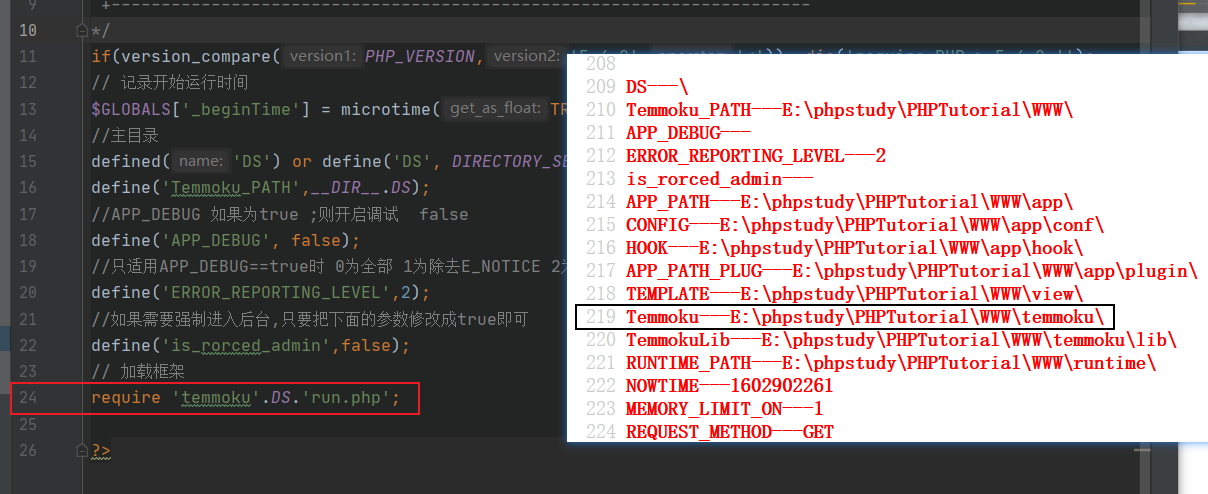 9 +----------------------------------------------------------------------
10 */
11 if(version_compare( version1: PHP_VERSION, version2:
12 // 记录开始运行时间
13 $GLOBALS['_beginTime'] = microtime( get_as_float: TR
14 //主目录
15 defined( name: 'DS') or define('DS', DIRECTORY_SE
16 define('Temmoku_PATH',__DIR__.DS);
17 //APP_DEBUG 如果为true ;则开启调试 false
18 define('APP_DEBUG', false);
19 //只适用APP_DEBUG==true时 0为全部 1为除去E_NOTICE 2为
20 define('ERROR_REPORTING_LEVEL',2);
21 //如果需要强制进入后台,只要把下面的参数修改成true即可
22 define('is_rorced_admin',false);
23 // 加载框架
24 require 'temmoku'.DS.'run.php';
25
26 ?>
208
209 DS---\
210 Temmoku_PATH---E:\phpstudy\PHPTutorial\WWW\
211 APP_DEBUG---
212 ERROR_REPORTING_LEVEL---2
213 is_rorced_admin---
214 APP_PATH---E:\phpstudy\PHPTutorial\WWW\app\
215 CONFIG---E:\phpstudy\PHPTutorial\WWW\app\conf\
216 HOOK---E:\phpstudy\PHPTutorial\WWW\app\hook\
217 APP_PATH_PLUG---E:\phpstudy\PHPTutorial\WWW\app\plugin\
218 TEMPLATE---E:\phpstudy\PHPTutorial\WWW\view\
219 Temmoku---E:\phpstudy\PHPTutorial\WWW\temmoku\
220 TemmokuLib---E:\phpstudy\PHPTutorial\WWW\temmoku\lib\
221 RUNTIME_PATH---E:\phpstudy\PHPTutorial\WWW\runtime\
222 NOWTIME---1602902261
223 MEMORY_LIMIT_ON---1
224 REQUEST_METHOD---GET